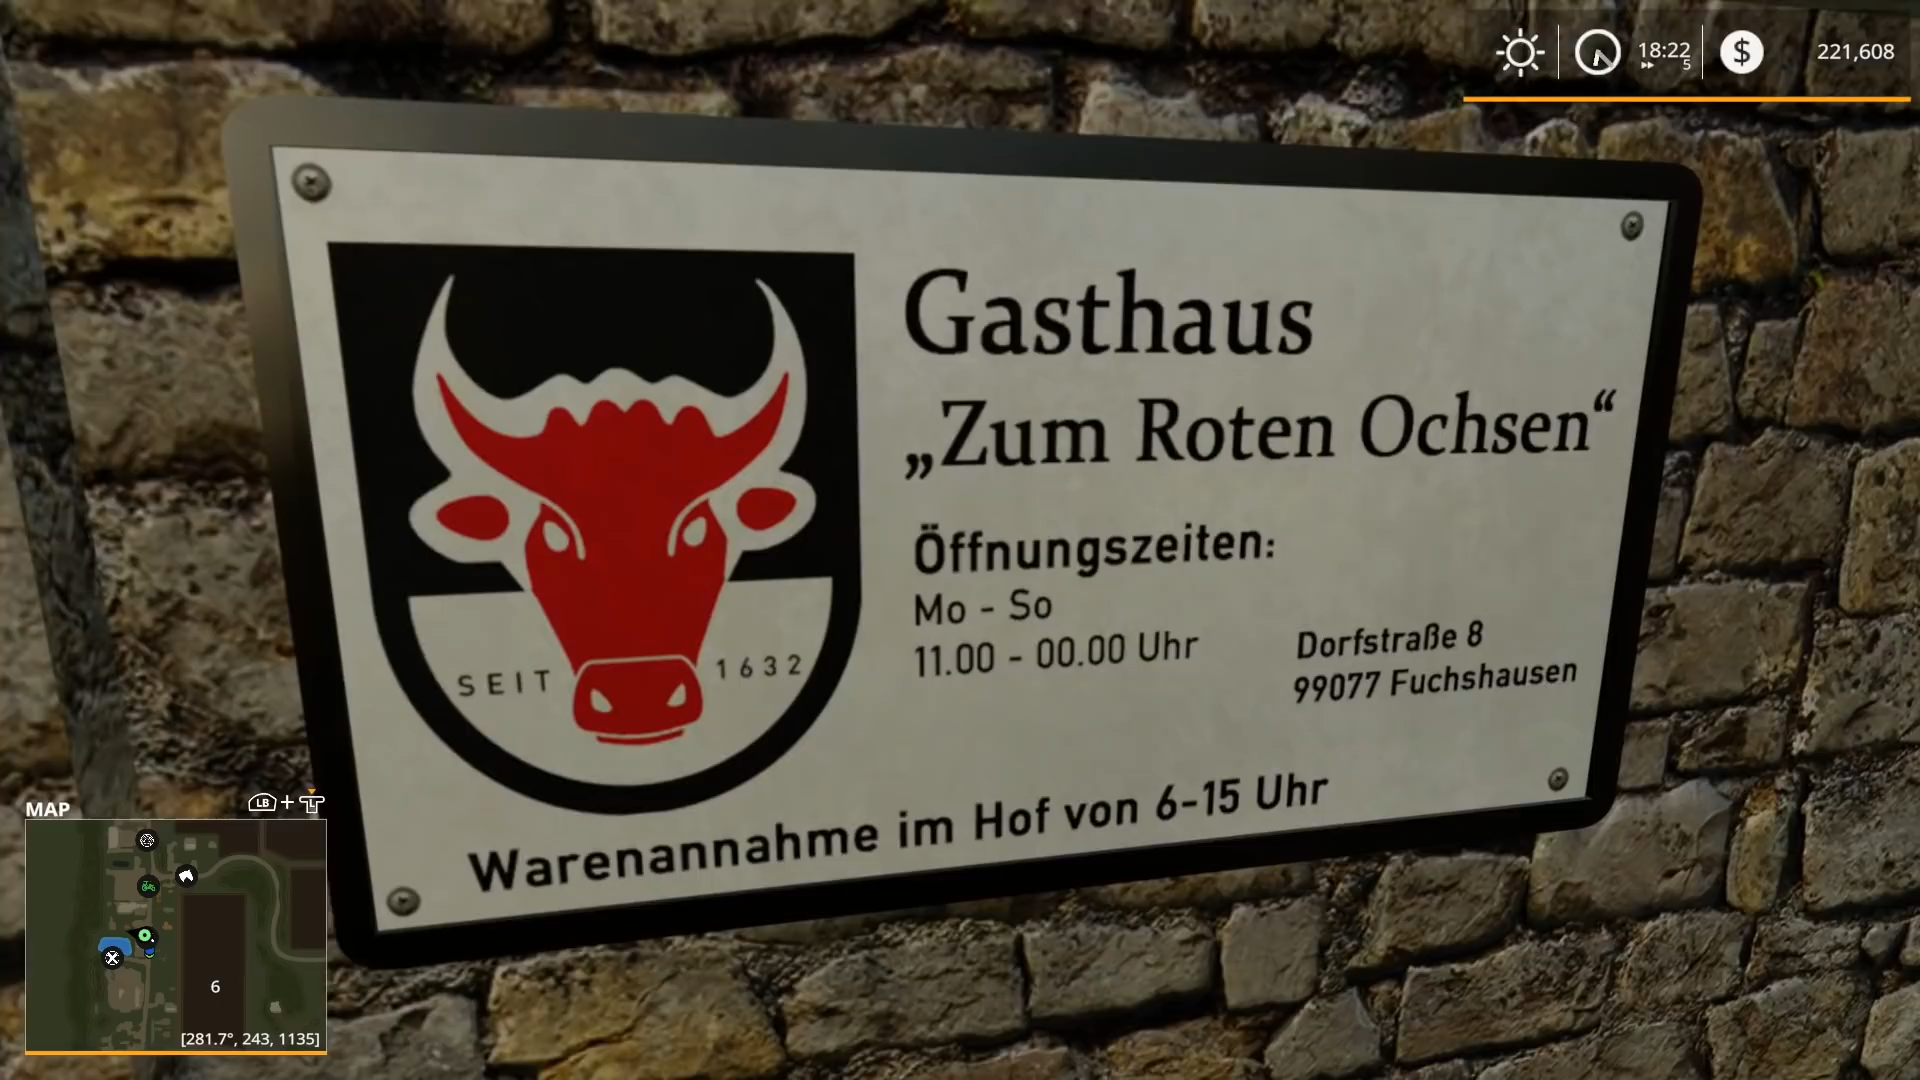 18:22
5
$
221,608
Gasthaus
„Zum Roten Ochsen“
Öffnungszeiten:
Mo - So
11.00 - 00.00 Uhr
Dorfstraße 8
99077 Fuchshausen
SEIT 1632
Warenannahme im Hof von 6-15 Uhr
MAP
LB + L
6
[281.7°, 243, 1135]